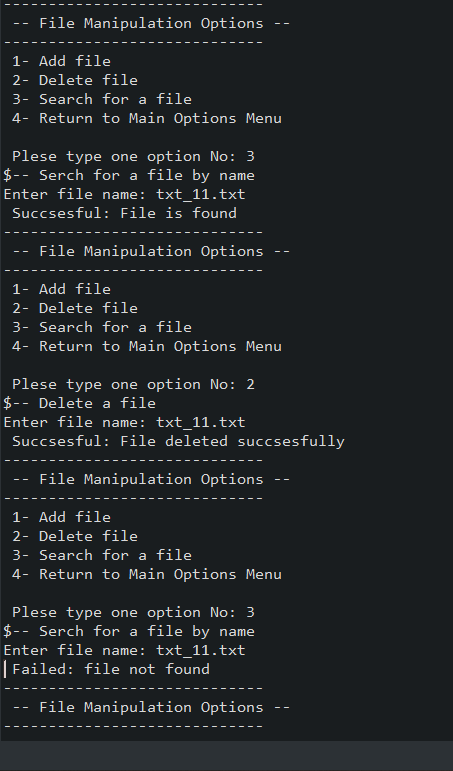 -----------------------------
 -- File Manipulation Options --
-----------------------------
 1- Add file
 2- Delete file
 3- Search for a file
 4- Return to Main Options Menu

 Plese type one option No: 3
$-- Serch for a file by name
Enter file name: txt_11.txt
 Succsesful: File is found
-----------------------------
 -- File Manipulation Options --
-----------------------------
 1- Add file
 2- Delete file
 3- Search for a file
 4- Return to Main Options Menu

 Plese type one option No: 2
$-- Delete a file
Enter file name: txt_11.txt
 Succsesful: File deleted succsesfully
-----------------------------
 -- File Manipulation Options --
-----------------------------
 1- Add file
 2- Delete file
 3- Search for a file
 4- Return to Main Options Menu

 Plese type one option No: 3
$-- Serch for a file by name
Enter file name: txt_11.txt
 Failed: file not found
-----------------------------
 -- File Manipulation Options --
-----------------------------